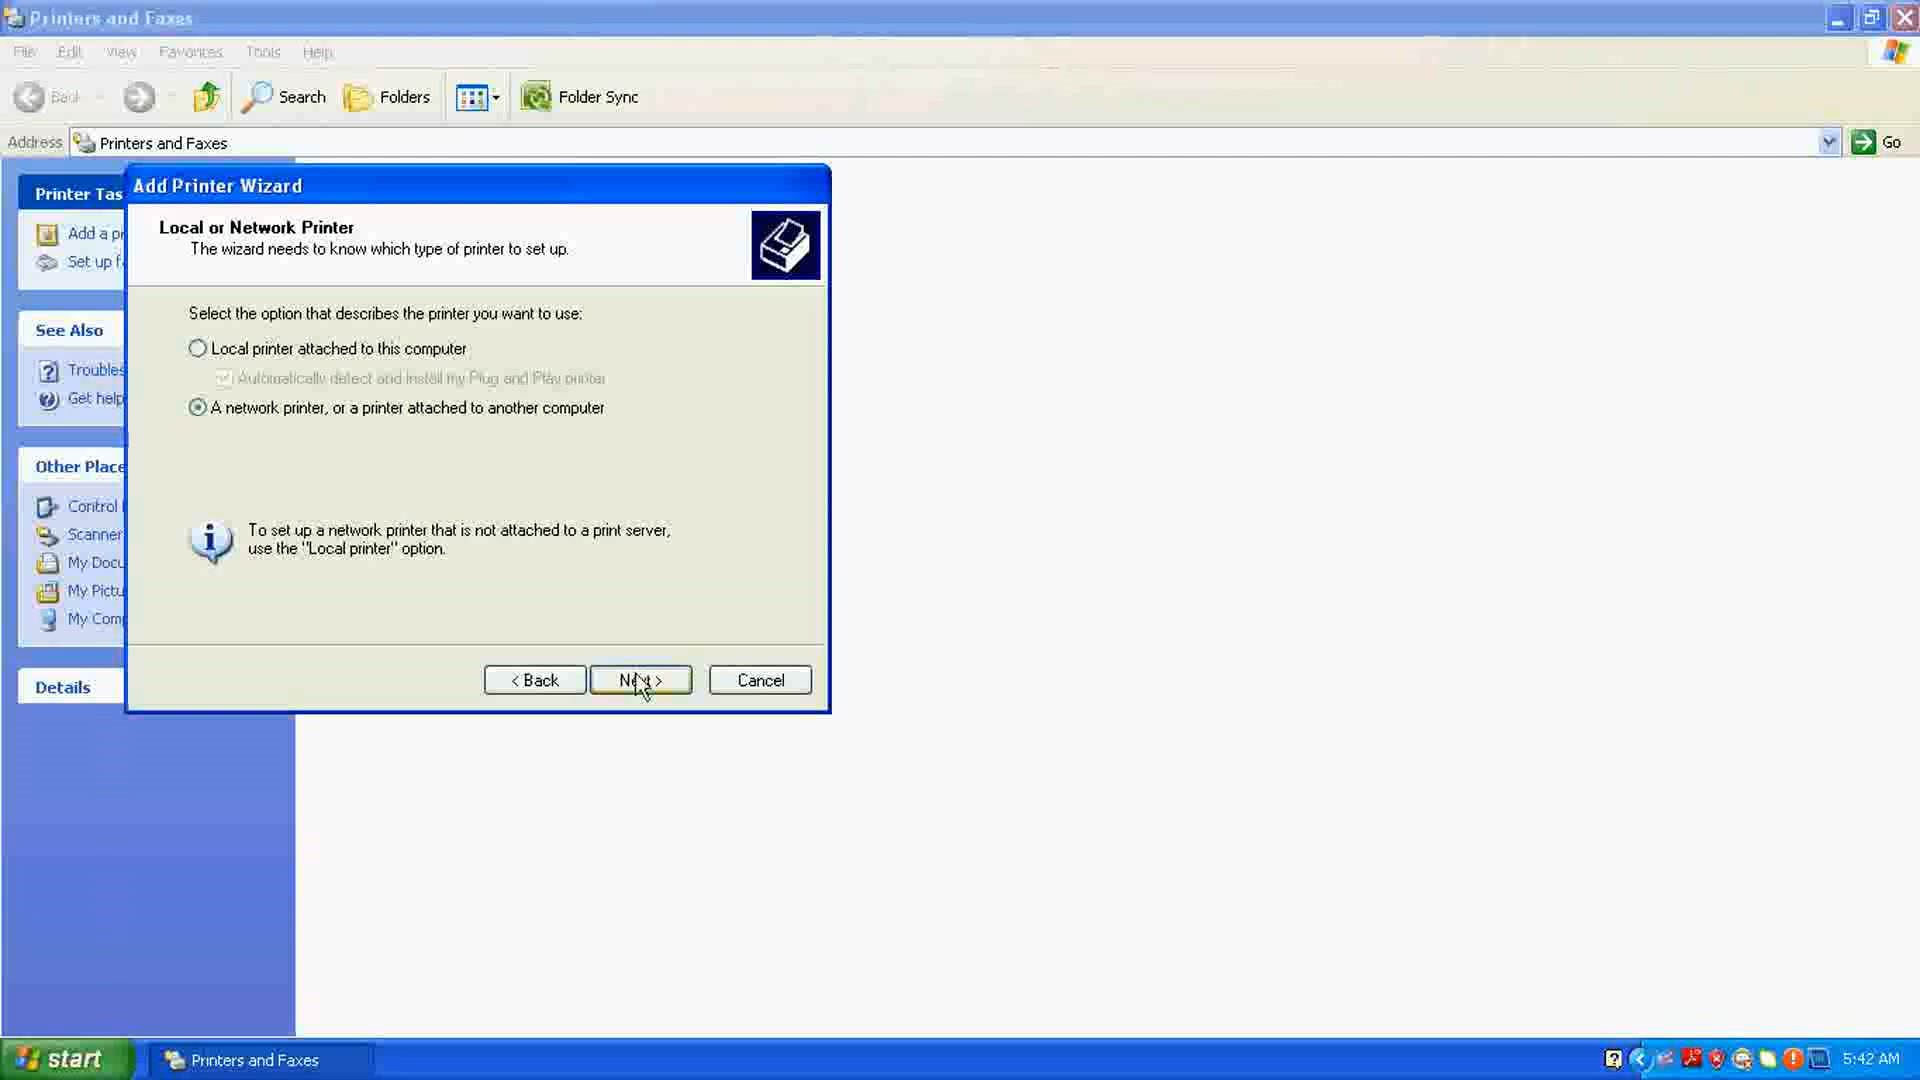 Printers and Faxes
File Edit View Favorites Tools Help
Back Search Folders Folder Sync
Address Printers and Faxes Go
Printer Tas
Add a pr
Set up fa
See Also
Troubles
Get help
Other Place
Control
Scanner
My Docu
My Pictu
My Comp
Details
Add Printer Wizard
Local or Network Printer
The wizard needs to know which type of printer to set up.
Select the option that describes the printer you want to use:
Local printer attached to this computer
Automatically detect and install my Plug and Play printer
A network printer, or a printer attached to another computer
To set up a network printer that is not attached to a print server,
use the "Local printer" option.
< Back Next > Cancel
start Printers and Faxes 5:42 AM